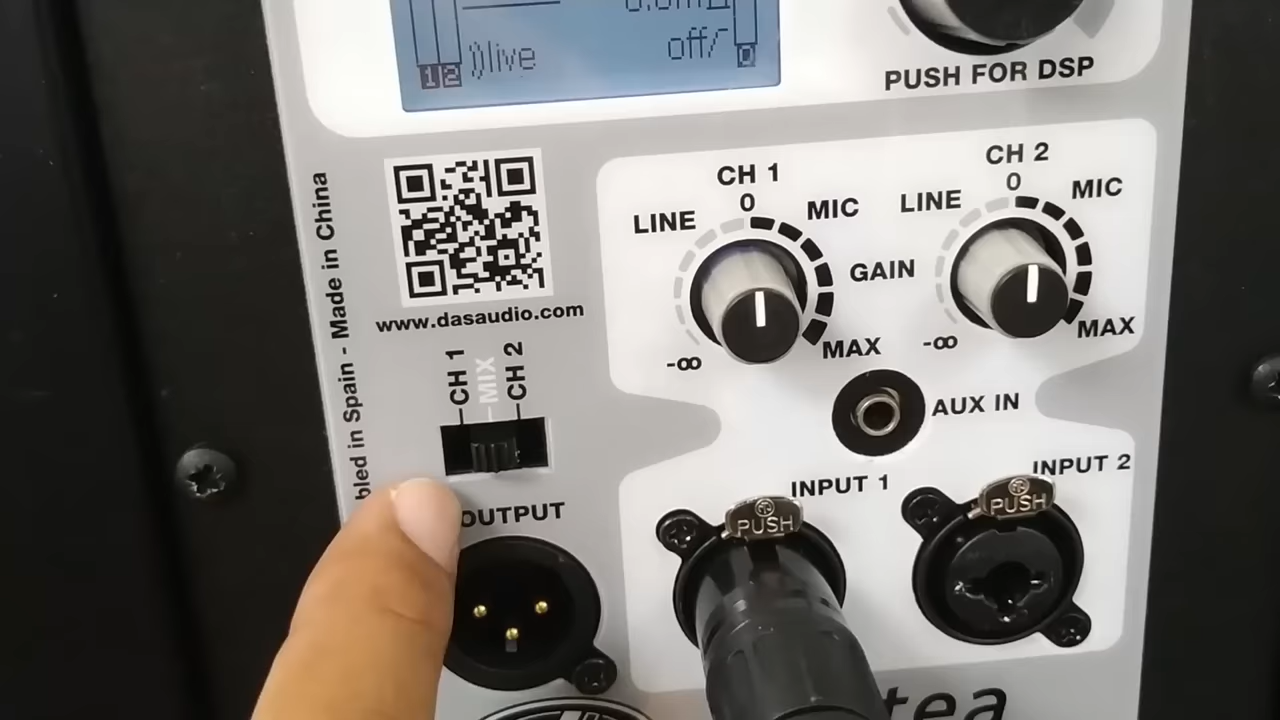 )))live
off/
12
0
PUSH FOR DSP
bled in Spain - Made in China
www.dasaudio.com
CH 1
MIX
CH 2
OUTPUT
CH 1
0
LINE
MIC
-∞
MAX
GAIN
CH 2
0
LINE
MIC
-∞
MAX
AUX IN
INPUT 1
PUSH
INPUT 2
PUSH
tea